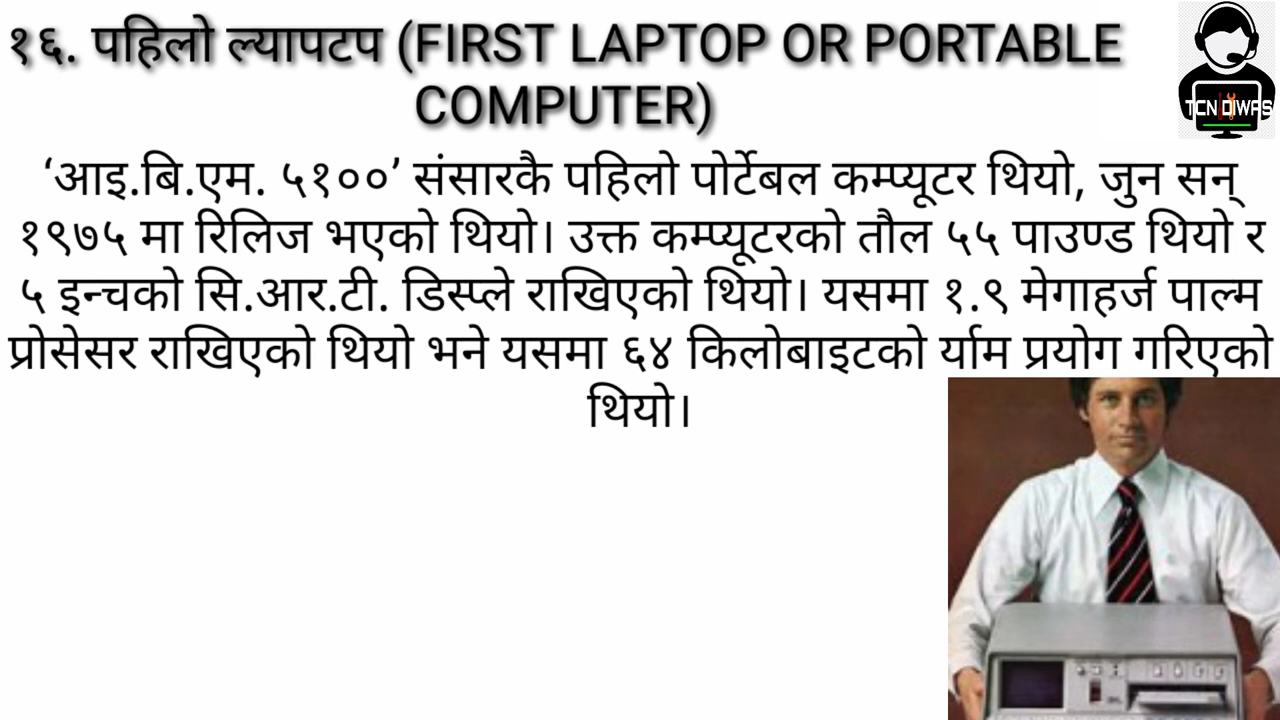 १६. पहिलो ल्यापटप (FIRST LAPTOP OR PORTABLE
COMPUTER)
TCN DIWAS
‘आइ.बि.एम. ५१००’ संसारकै पहिलो पोर्टेबल कम्प्यूटर थियो, जुन सन्
१९७५ मा रिलिज भएको थियो। उक्त कम्प्यूटरको तौल ५५ पाउण्ड थियो र
५ इन्चको सि.आर.टी. डिस्प्ले राखिएको थियो। यसमा १.९ मेगाहर्ज पाल्म
प्रोसेसर राखिएको थियो भने यसमा ६४ किलोबाइटको र्याम प्रयोग गरिएको
थियो।